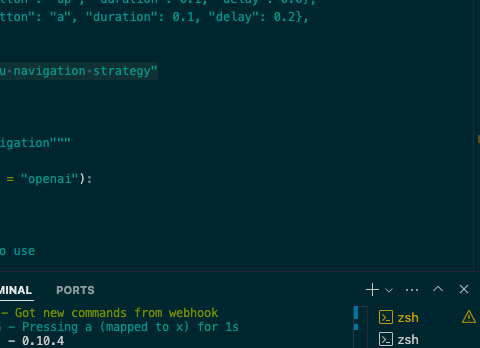 tton": "up", "duration": 0.1, "delay": 0.6},
tton": "a", "duration": 0.1, "delay": 0.2},
u·navigation·strategy"
igation"""
= "openai"):
o use
MINAL PORTS
- Got new commands from webhook
- Pressing a (mapped to x) for 1s
- 0.10.4
zsh
zsh